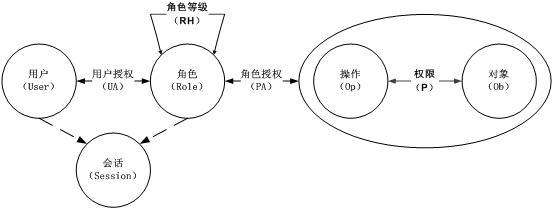 角色等级
（RH）
用户
（User）
用户授权
（UA）
角色
（Role）
角色授权
（PA）
操作
（Op）
权限
（P）
对象
（Ob）
会话
（Session）